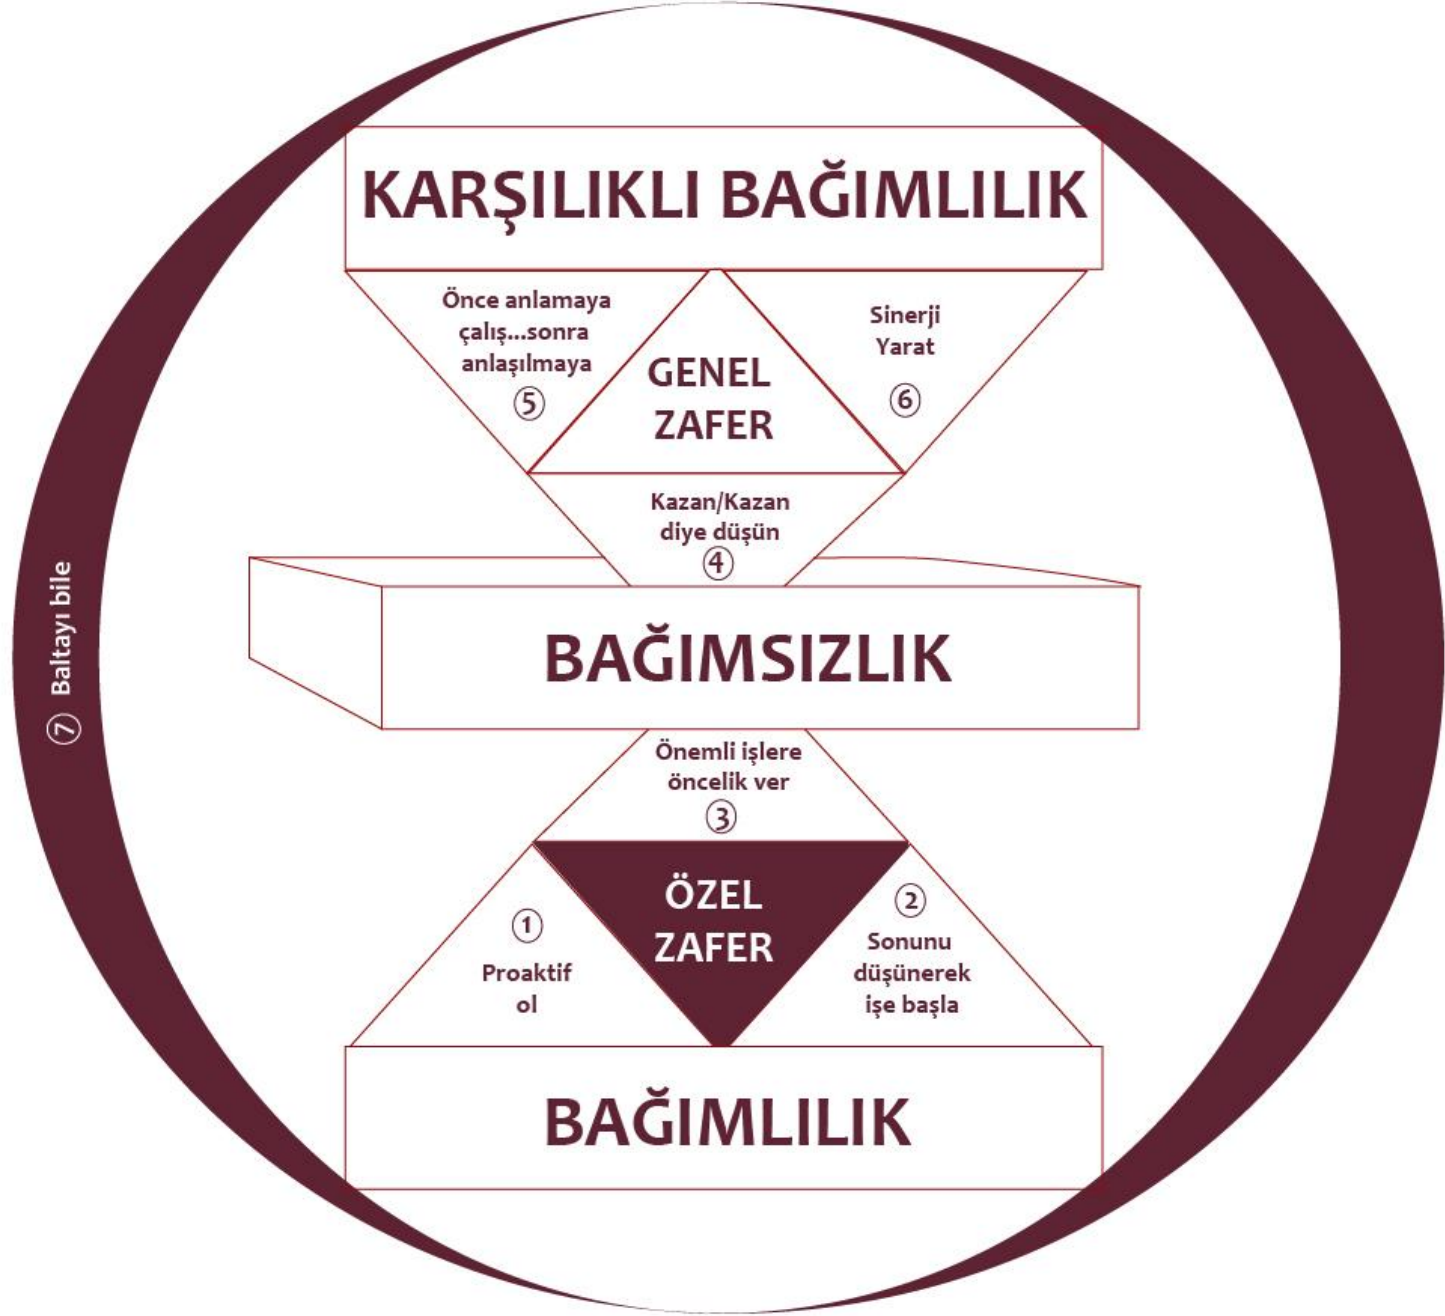 KARŞILIKLI BAĞIMLILIK
Önce anlamaya
çalış...sonra
anlaşılmaya
5
GENEL
ZAFER
Sinerji
Yarat
6
Kazan/Kazan
diye düşün
4
7 Baltayı bile
BAĞIMSIZLIK
Önemli işlere
öncelik ver
3
ÖZEL
ZAFER
1
Proaktif
ol
2
Sonunu
düşünerek
işe başla
BAĞIMLILIK